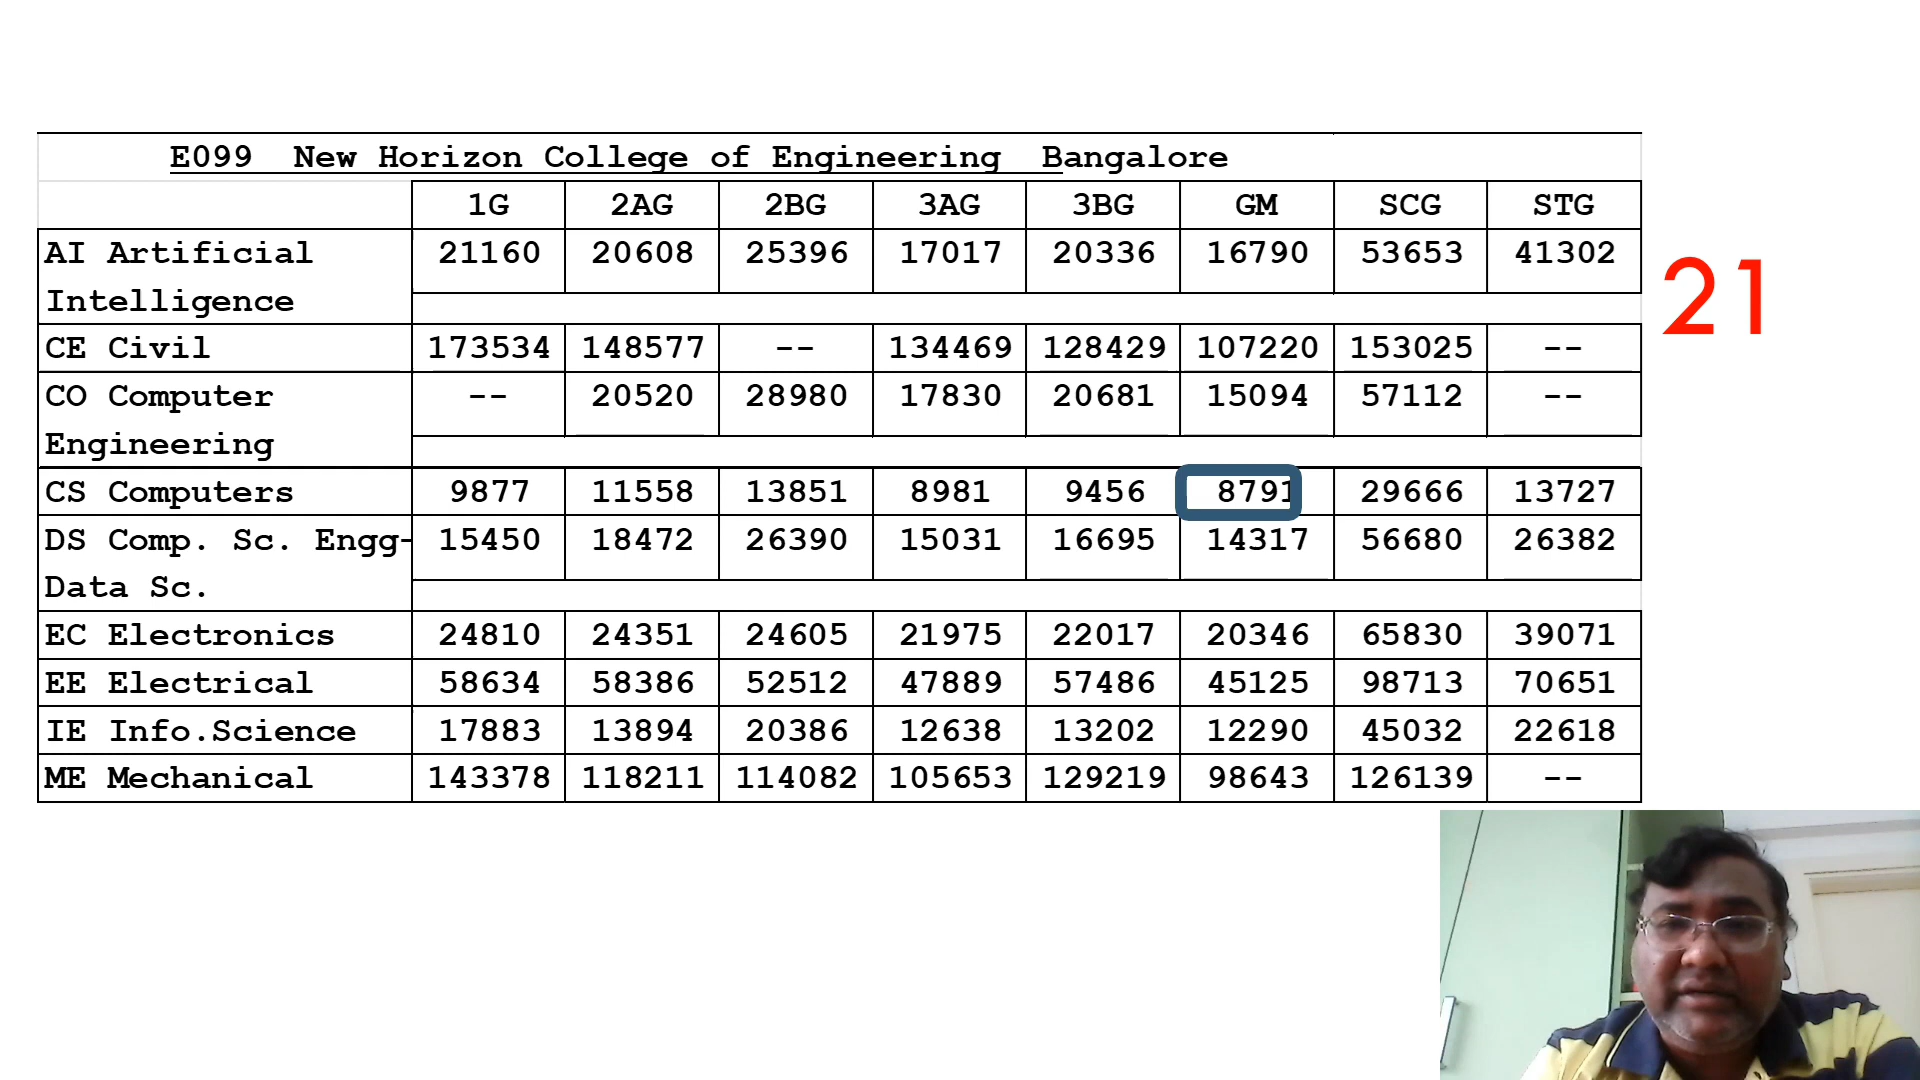 E099 New Horizon College of Engineering Bangalore
1G 2AG 2BG 3AG 3BG GM SCG STG
AI Artificial Intelligence 21160 20608 25396 17017 20336 16790 53653 41302
CE Civil 173534 148577 -- 134469 128429 107220 153025 --
CO Computer Engineering -- 20520 28980 17830 20681 15094 57112 --
CS Computers 9877 11558 13851 8981 9456 8791 29666 13727
DS Comp. Sc. Engg- Data Sc. 15450 18472 26390 15031 16695 14317 56680 26382
EC Electronics 24810 24351 24605 21975 22017 20346 65830 39071
EE Electrical 58634 58386 52512 47889 57486 45125 98713 70651
IE Info.Science 17883 13894 20386 12638 13202 12290 45032 22618
ME Mechanical 143378 118211 114082 105653 129219 98643 126139 --
21